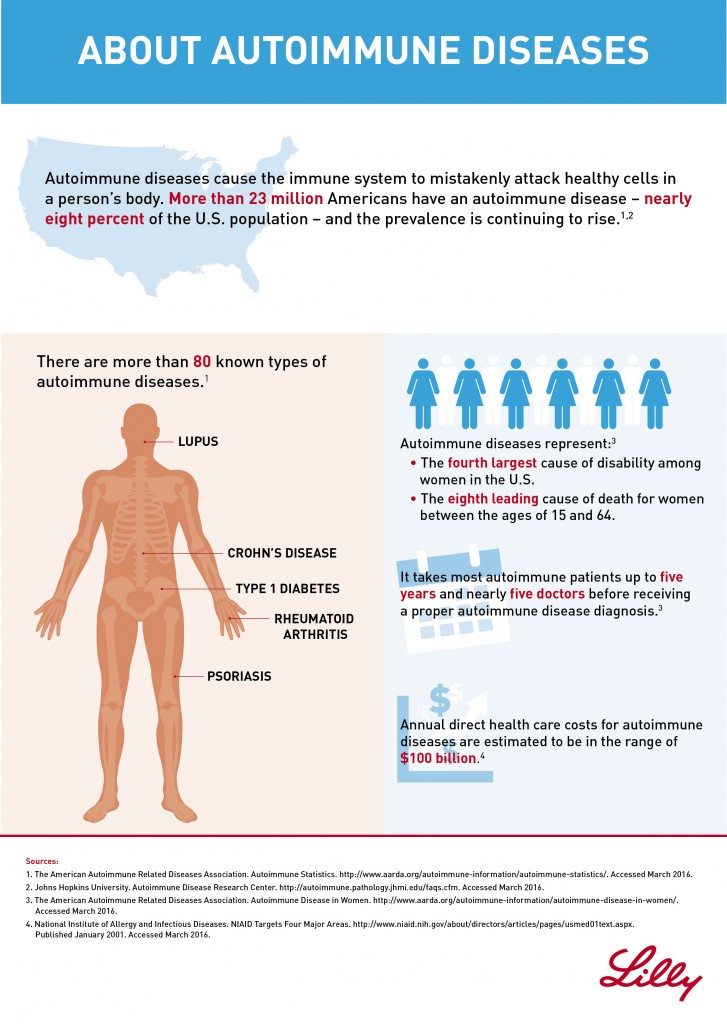 ABOUT AUTOIMMUNE DISEASES
Autoimmune diseases cause the immune system to mistakenly attack healthy cells in
a person's body. More than 23 million Americans have an autoimmune disease – nearly
eight percent of the U.S. population – and the prevalence is continuing to rise.1,2
There are more than 80 known types of
autoimmune diseases.1
LUPUS
CROHN'S DISEASE
TYPE 1 DIABETES
RHEUMATOID
ARTHRITIS
PSORIASIS
Autoimmune diseases represent:3
• The fourth largest cause of disability among
women in the U.S.
• The eighth leading cause of death for women
between the ages of 15 and 64.
It takes most autoimmune patients up to five
years and nearly five doctors before receiving
a proper autoimmune disease diagnosis.3
$ $ $
Annual direct health care costs for autoimmune
diseases are estimated to be in the range of
$100 billion.4
Sources:
1. The American Autoimmune Related Diseases Association. Autoimmune Statistics. http://www.aarda.org/autoimmune-information/autoimmune-statistics/. Accessed March 2016.
2. Johns Hopkins University. Autoimmune Disease Research Center. http://autoimmune.pathology.jhmi.edu/faqs.cfm. Accessed March 2016.
3. The American Autoimmune Related Diseases Association. Autoimmune Disease in Women. http://www.aarda.org/autoimmune-information/autoimmune-disease-in-women/.
Accessed March 2016.
4. National Institute of Allergy and Infectious Diseases. NIAID Targets Four Major Areas. http://www.niaid.nih.gov/about/directors/articles/pages/usmed01text.aspx.
Published January 2001. Accessed March 2016.
Lilly